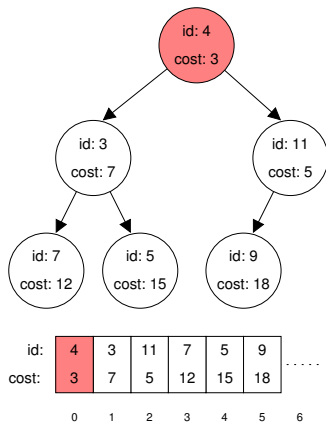 id: 4
cost: 3
id: 3
cost: 7
id: 11
cost: 5
id: 7
cost: 12
id: 5
cost: 15
id: 9
cost: 18
id: 4 3 11 7 5 9
cost: 3 7 5 12 15 18
0 1 2 3 4 5 6